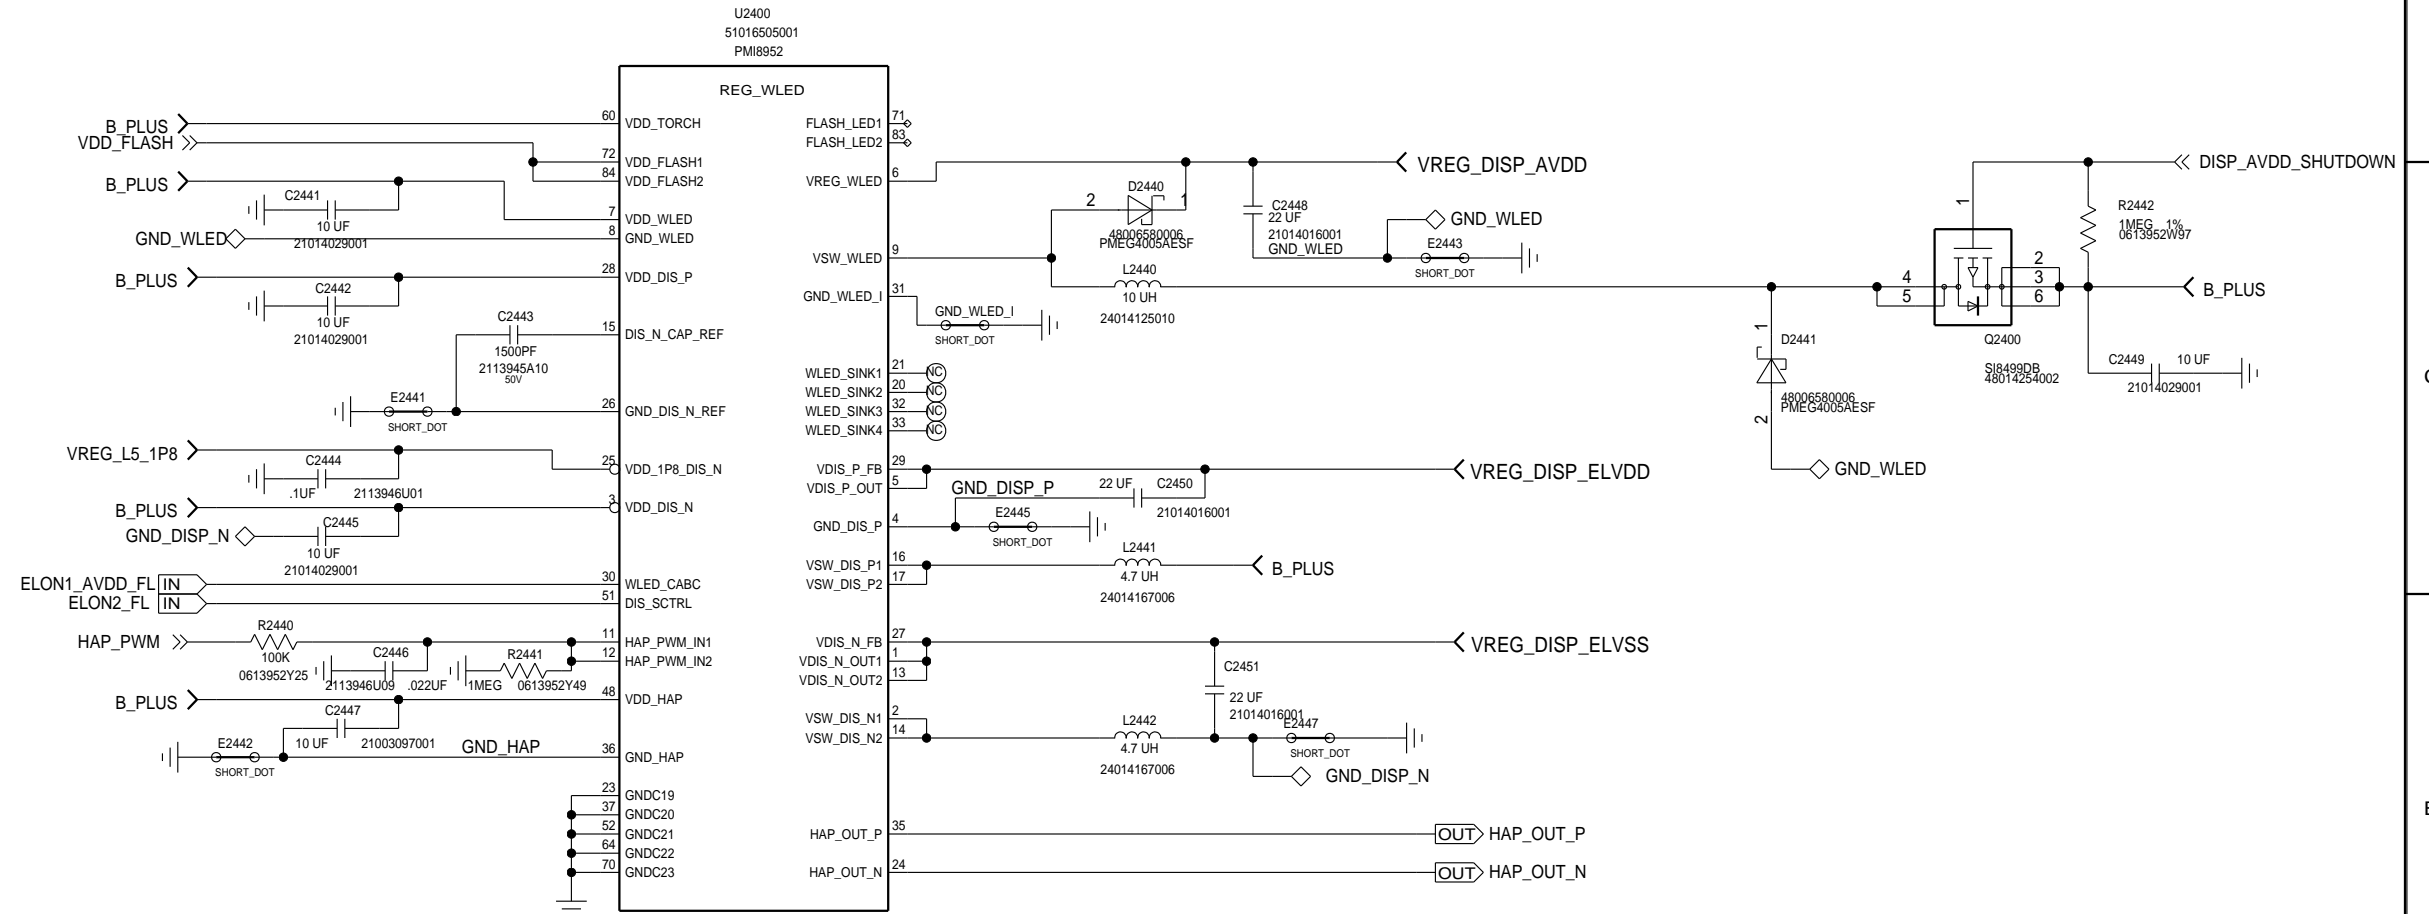 U2400
51016505001
PMI8952
REG_WLED
B_PLUS
60 VDD_TORCH
VDD_FLASH
72 VDD_FLASH1
84 VDD_FLASH2
B_PLUS
C2441
10 UF
21014029001
7 VDD_WLED
GND_WLED
8 GND_WLED
B_PLUS
28 VDD_DIS_P
C2442
10 UF
21014029001
C2443
1500PF
2113945A10
50V
15 DIS_N_CAP_REF
E2441
SHORT_DOT
26 GND_DIS_N_REF
VREG_L5_1P8
C2444
.1UF
2113946U01
25 VDD_1P8_DIS_N
B_PLUS
3 VDD_DIS_N
GND_DISP_N
C2445
10 UF
21014029001
ELON1_AVDD_FL IN
30 WLED_CABC
ELON2_FL IN
51 DIS_SCTRL
HAP_PWM
R2440
100K
0613952Y25
C2446
2113946U09
.022UF
R2441
1MEG
0613952Y49
11 HAP_PWM_IN1
12 HAP_PWM_IN2
B_PLUS
48 VDD_HAP
C2447
10 UF
21003097001
E2442
SHORT_DOT
GND_HAP
36 GND_HAP
23 GNDC19
37 GNDC20
52 GNDC21
64 GNDC22
70 GNDC23
FLASH_LED1 71
FLASH_LED2 83
VREG_WLED 6
VREG_DISP_AVDD
D2440
2
1
48006580006
PMEG4005AESF
C2448
22 UF
21014016001
GND_WLED
GND_WLED
E2443
SHORT_DOT
VSW_WLED 9
L2440
10 UH
24014125010
GND_WLED_I 31
GND_WLED_I
SHORT_DOT
WLED_SINK1 21 NC
WLED_SINK2 20 NC
WLED_SINK3 32 NC
WLED_SINK4 33 NC
VDIS_P_FB 29
VREG_DISP_ELVDD
VDIS_P_OUT 5
GND_DISP_P
22 UF
C2450
21014016001
GND_DIS_P 4
E2445
SHORT_DOT
VSW_DIS_P1 16
VSW_DIS_P2 17
L2441
4.7 UH
24014167006
B_PLUS
VDIS_N_FB 27
VREG_DISP_ELVSS
VDIS_N_OUT1 1
VDIS_N_OUT2 13
C2451
22 UF
21014016001
VSW_DIS_N1 2
VSW_DIS_N2 14
L2442
4.7 UH
24014167006
E2447
SHORT_DOT
GND_DISP_N
HAP_OUT_P 35
OUT HAP_OUT_P
HAP_OUT_N 24
OUT HAP_OUT_N
DISP_AVDD_SHUTDOWN
1
R2442
1MEG 1%
0613952W97
4
5
2
3
6
B_PLUS
Q2400
SI8499DB
48014254002
C2449
10 UF
21014029001
1
D2441
48006580006
PMEG4005AESF
2
GND_WLED